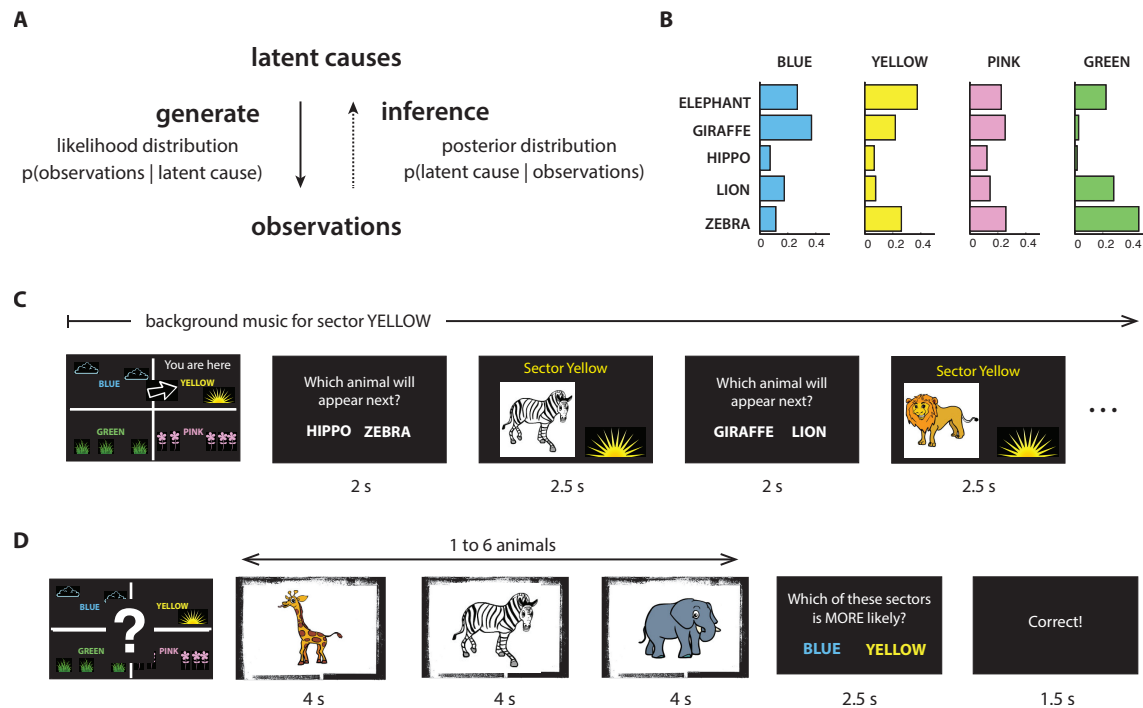 A
latent causes
generate
inference
likelihood distribution
posterior distribution
p(observations | latent cause)
p(latent cause | observations)
observations
B
BLUE YELLOW PINK GREEN
ELEPHANT
GIRAFFE
HIPPO
LION
ZEBRA
0 0.2 0.4 0 0.2 0.4 0 0.2 0.4 0 0.2 0.4
C
background music for sector YELLOW
You are here
BLUE YELLOW
GREEN PINK
Which animal will
appear next?
HIPPO ZEBRA
Sector Yellow
Which animal will
appear next?
GIRAFFE LION
Sector Yellow
...
2 s 2.5 s 2 s 2.5 s
D
1 to 6 animals
BLUE YELLOW
?
GREEN PINK
Which of these sectors
is MORE likely?
BLUE YELLOW
Correct!
4 s 4 s 4 s 2.5 s 1.5 s